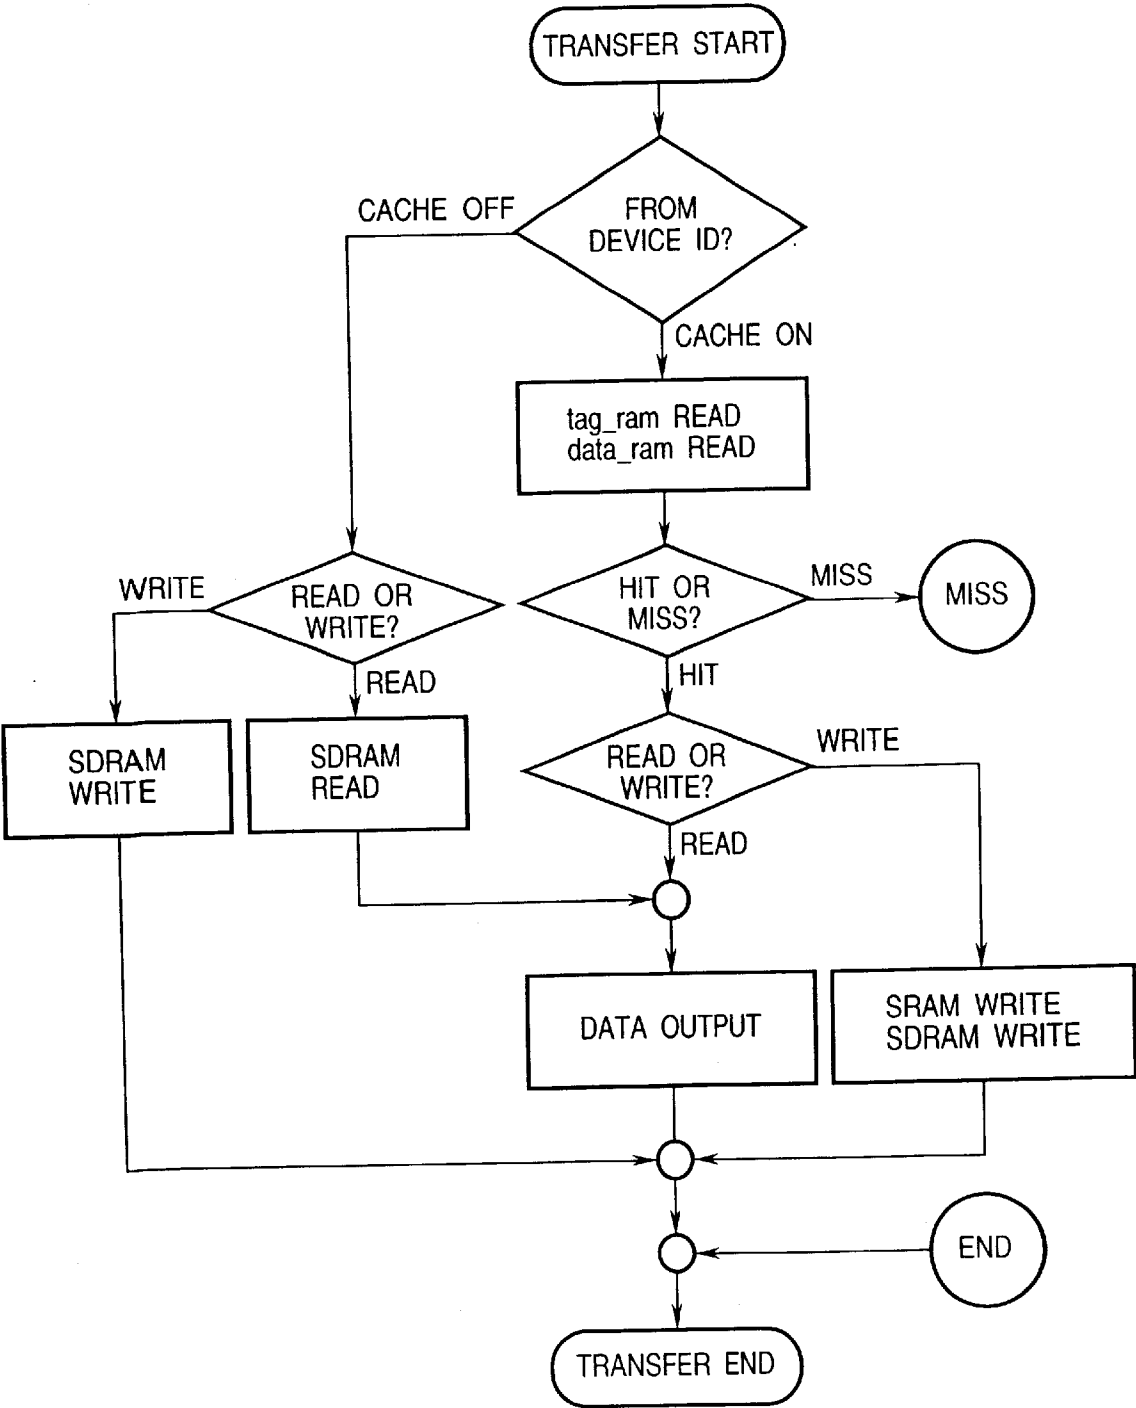 TRANSFER START
CACHE OFF
FROM
DEVICE ID?
CACHE ON
tag_ram READ
data_ram READ
WRITE
READ OR
WRITE?
HIT OR
MISS?
MISS
MISS
READ
HIT
SDRAM
WRITE
SDRAM
READ
READ OR
WRITE?
WRITE
READ
DATA OUTPUT
SRAM WRITE
SDRAM WRITE
END
TRANSFER END